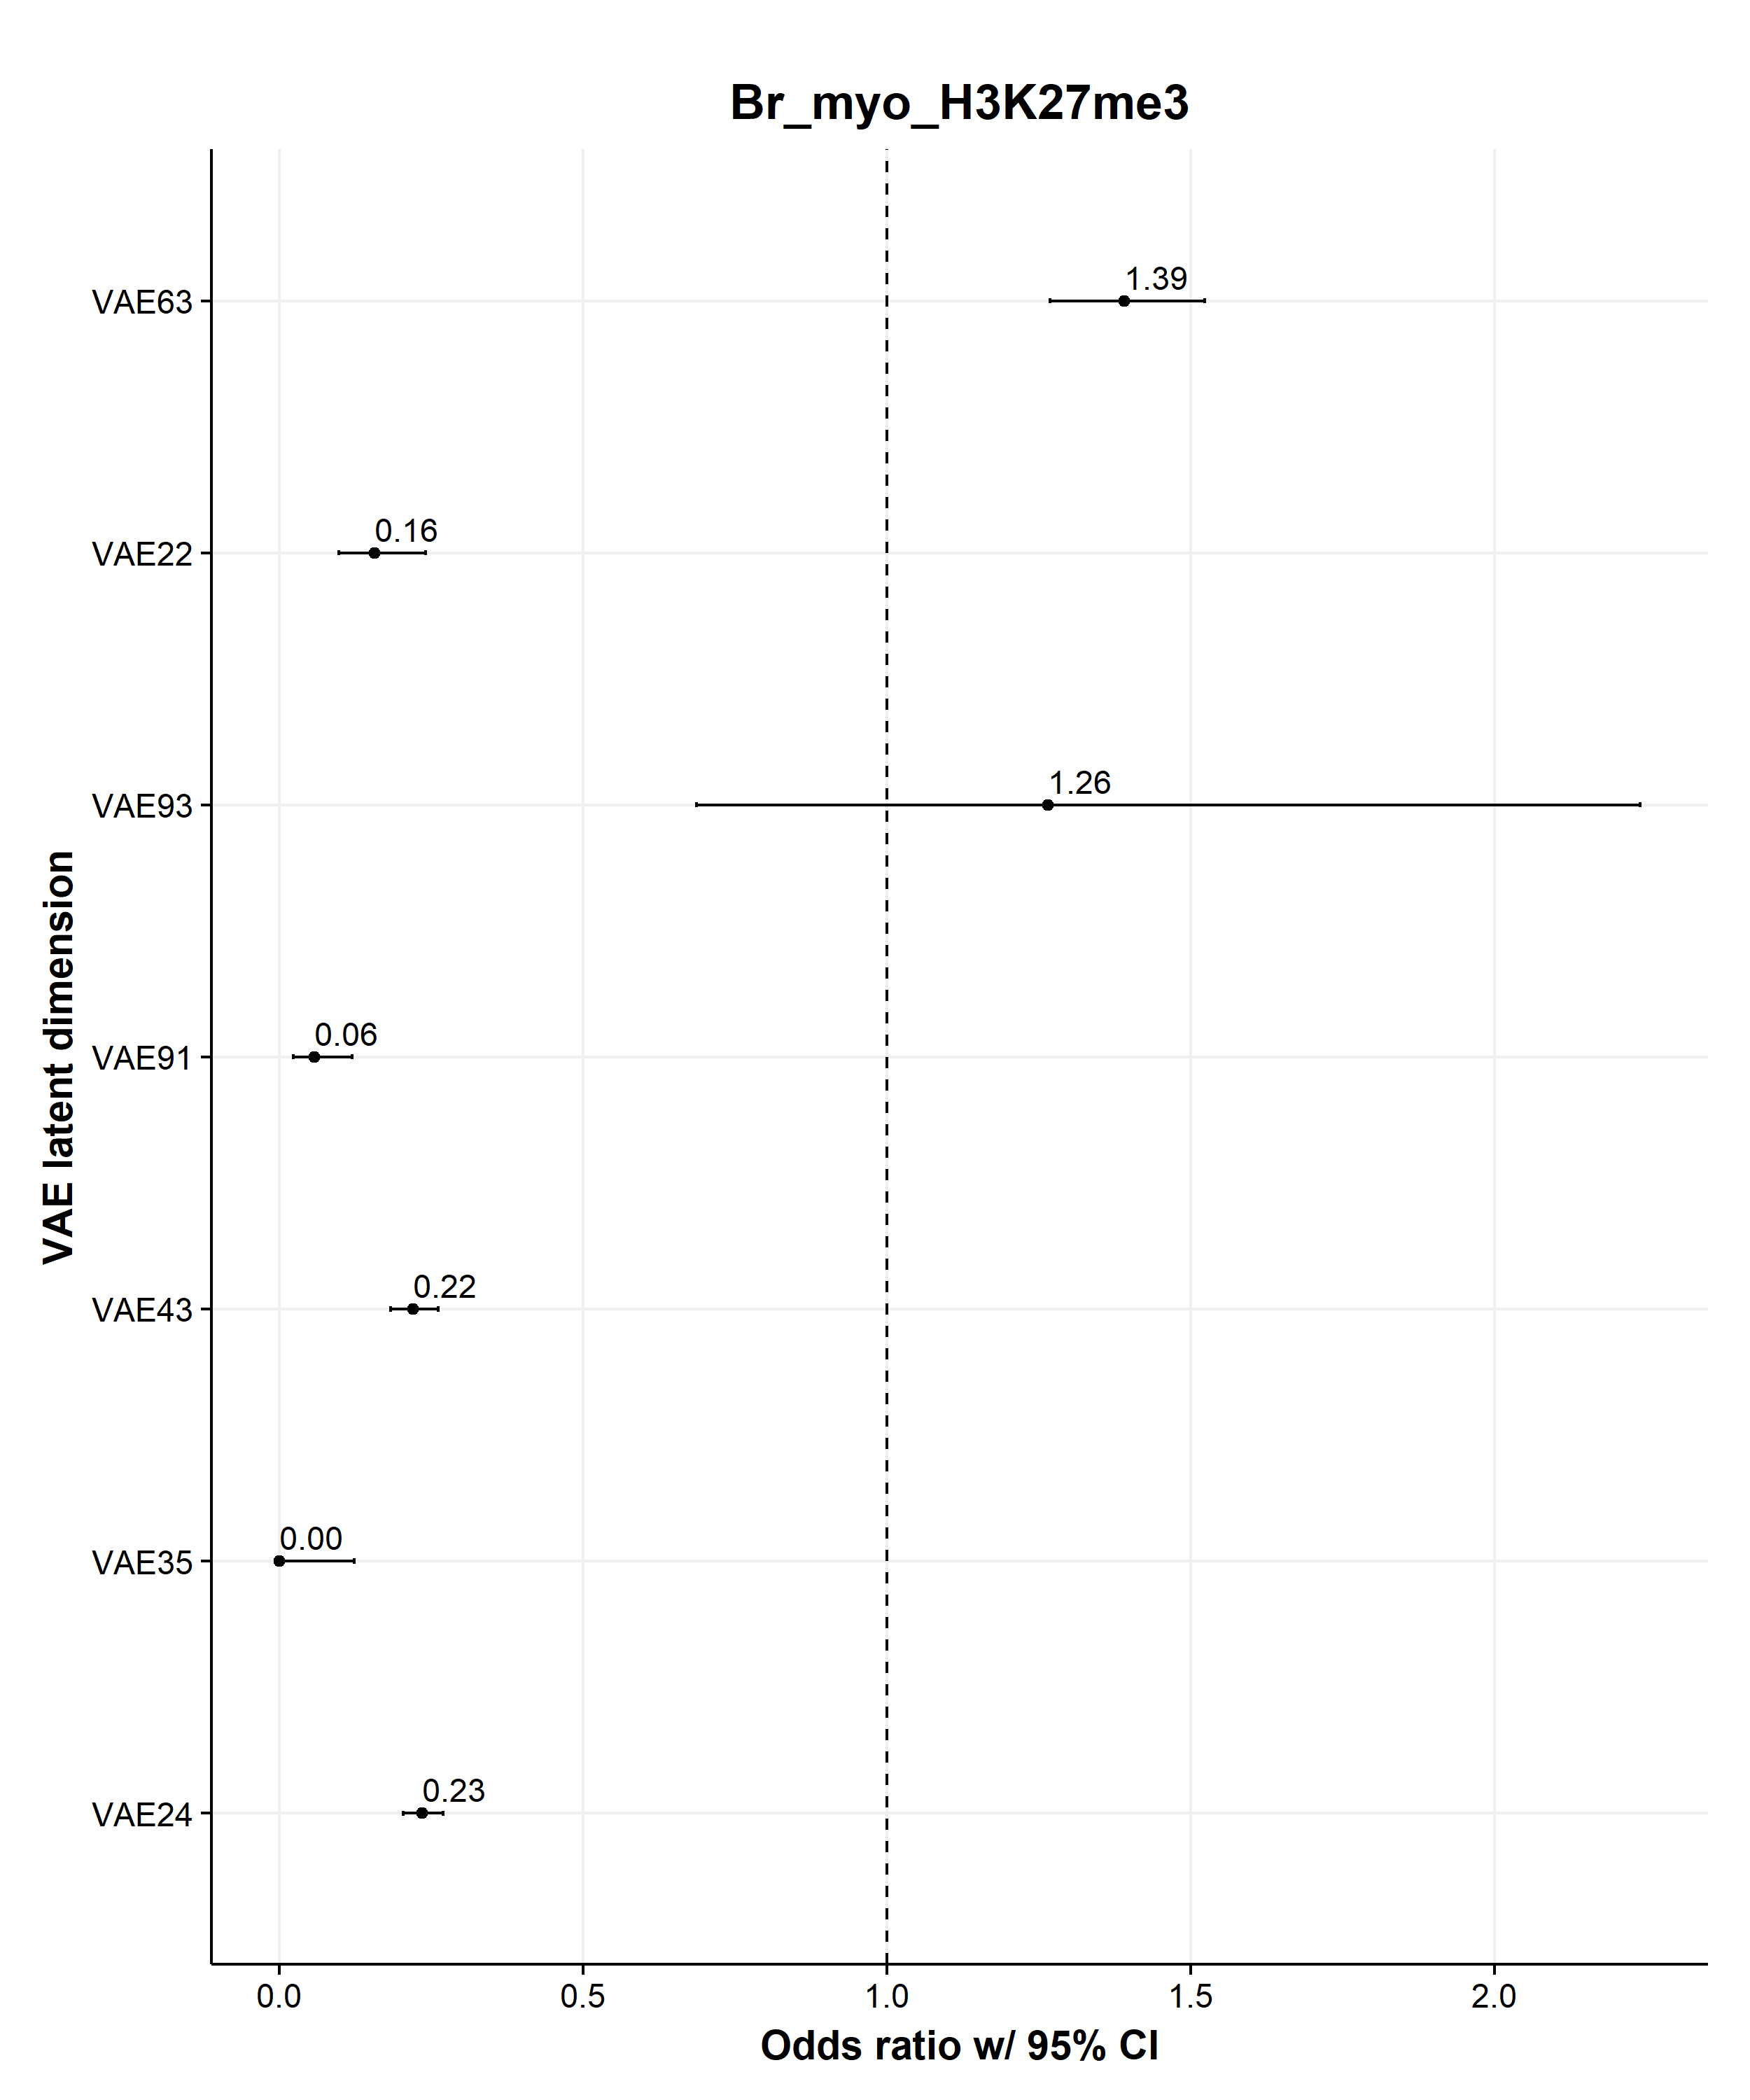 Br_myo_H3K27me3
VAE latent dimension
VAE63
1.39
VAE22
0.16
VAE93
1.26
VAE91
0.06
VAE43
0.22
VAE35
0.00
VAE24
0.23
0.0 0.5 1.0 1.5 2.0
Odds ratio w/ 95% CI